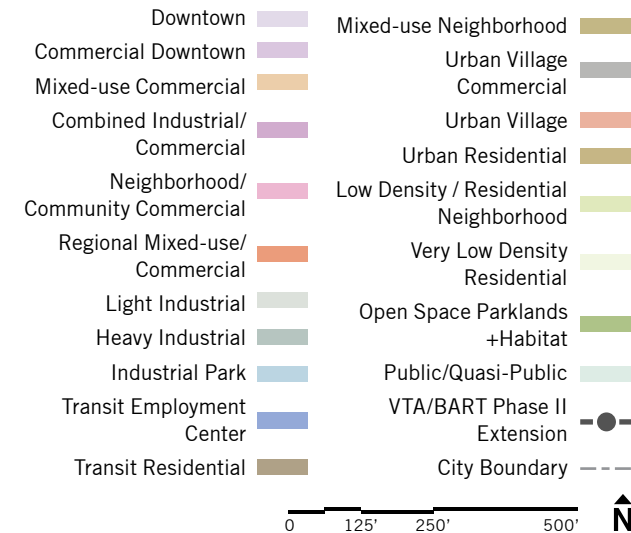 Downtown
Commercial Downtown
Mixed-use Commercial
Combined Industrial/
Commercial
Neighborhood/
Community Commercial
Regional Mixed-use/
Commercial
Light Industrial
Heavy Industrial
Industrial Park
Transit Employment
Center
Transit Residential
Mixed-use Neighborhood
Urban Village
Commercial
Urban Village
Urban Residential
Low Density / Residential
Neighborhood
Very Low Density
Residential
Open Space Parklands
+Habitat
Public/Quasi-Public
VTA/BART Phase II
Extension
City Boundary
0 125’ 250’ 500’
N